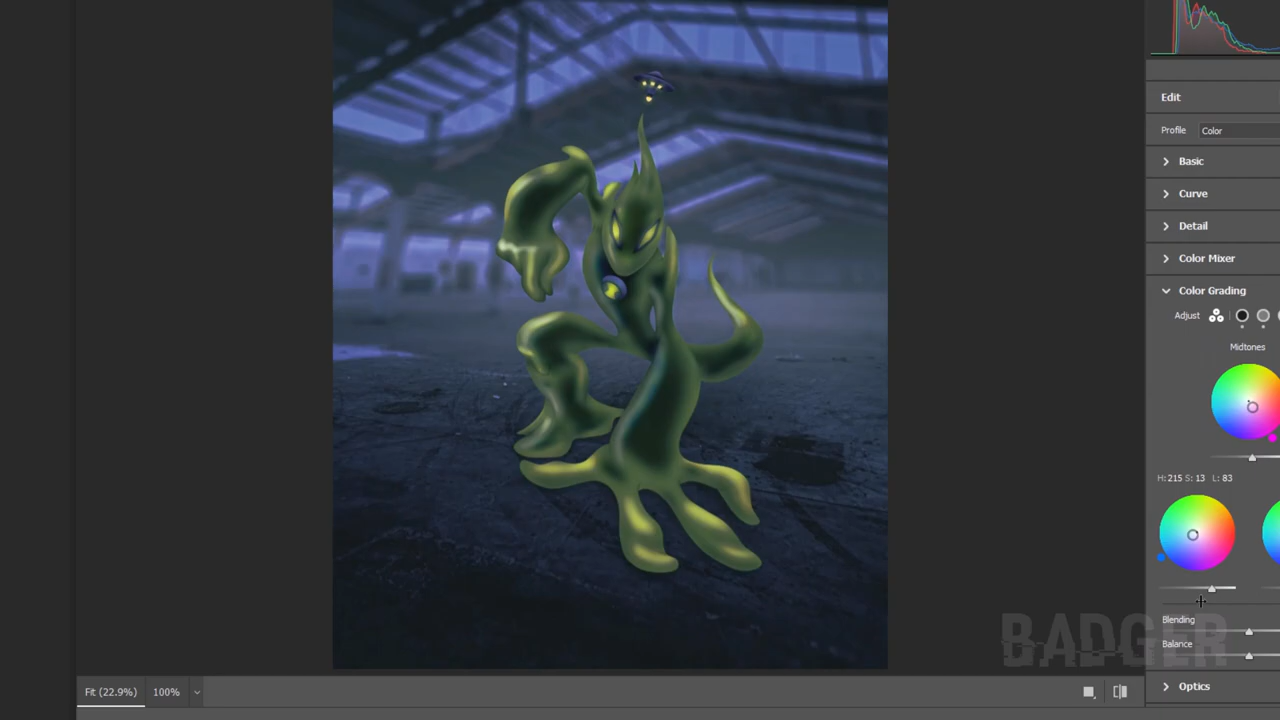 Edit
Profile Color
Basic
Curve
Detail
Color Mixer
Color Grading
Adjust
Midtones
H: 215 S: 13 L: 83
Blending
Balance
BADGER
Optics
Fit (22.9%) 100%